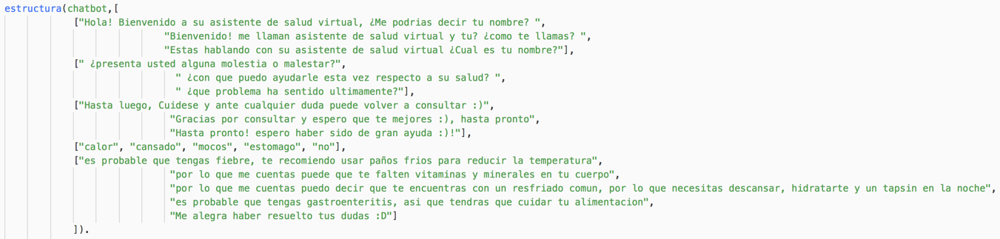 estructura(chatbot,[
["Hola! Bienvenido a su asistente de salud virtual, ¿Me podrias decir tu nombre? ",
"Bienvenido! me llaman asistente de salud virtual y tu? ¿como te llamas? ",
"Estas hablando con su asistente de salud virtual ¿Cual es tu nombre?"],
[" ¿presenta usted alguna molestia o malestar?",
" ¿con que puedo ayudarle esta vez respecto a su salud? ",
" ¿que problema ha sentido ultimamente?"],
["Hasta luego, Cuidese y ante cualquier duda puede volver a consultar :)",
"Gracias por consultar y espero que te mejores :), hasta pronto",
"Hasta pronto! espero haber sido de gran ayuda :)!"],
["calor", "cansado", "mocos", "estomago", "no"],
["es probable que tengas fiebre, te recomiendo usar paños frios para reducir la temperatura",
"por lo que me cuentas puede que te falten vitaminas y minerales en tu cuerpo",
"por lo que me cuentas puedo decir que te encuentras con un resfriado comun, por lo que necesitas descansar, hidratarte y un tapsin en la noche",
"es probable que tengas gastroenteritis, asi que tendras que cuidar tu alimentacion",
"Me alegra haber resuelto tus dudas :D"]
]).